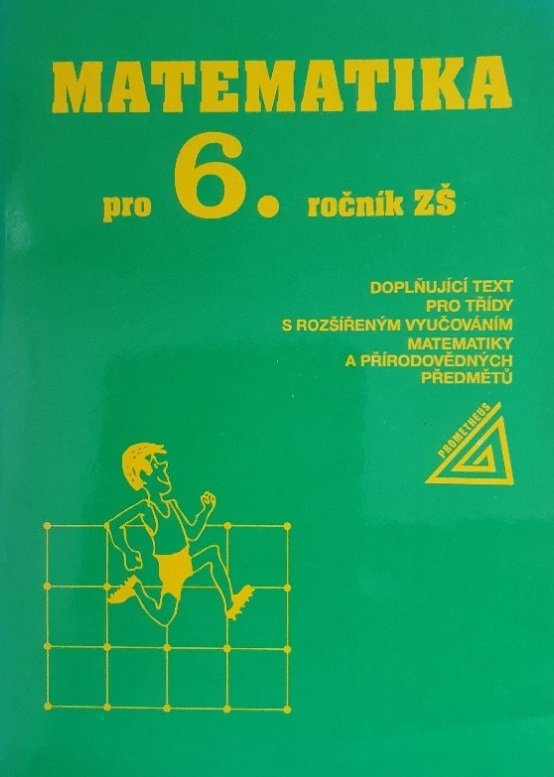 MATEMATIKA
pro 6. ročník ZŠ
DOPLŇUJÍCÍ TEXT
PRO TŘÍDY
S ROZŠÍŘENÝM VYUČOVÁNÍM
MATEMATIKY
A PŘÍRODOVĚDNÝCH
PŘEDMĚTŮ
PROMETHEUS